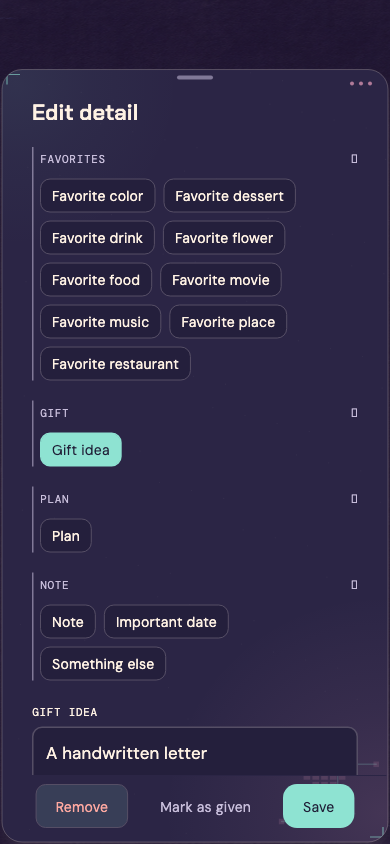 Edit detail
FAVORITES
Favorite color Favorite dessert
Favorite drink Favorite flower
Favorite food Favorite movie
Favorite music Favorite place
Favorite restaurant
GIFT
Gift idea
PLAN
Plan
NOTE
Note Important date
Something else
GIFT IDEA
A handwritten letter
Remove Mark as given Save